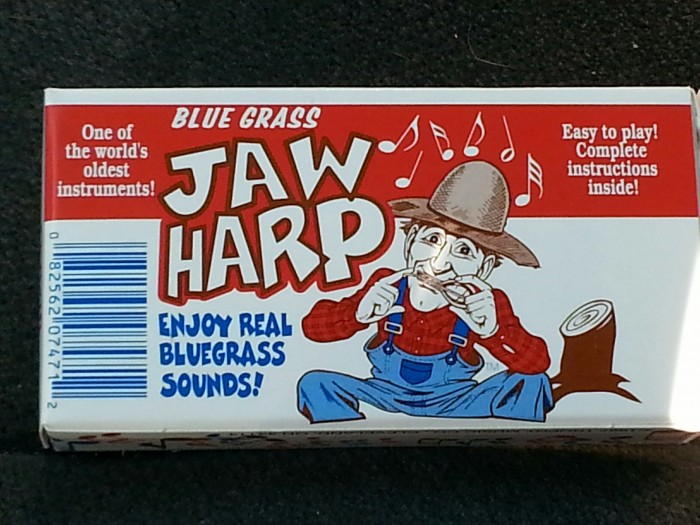 One of
the world's
oldest
instruments!
BLUE GRASS
JAW
HARP
Easy to play!
Complete
instructions
inside!
ENJOY REAL
BLUEGRASS
SOUNDS!
TM
0 82562 07471 2